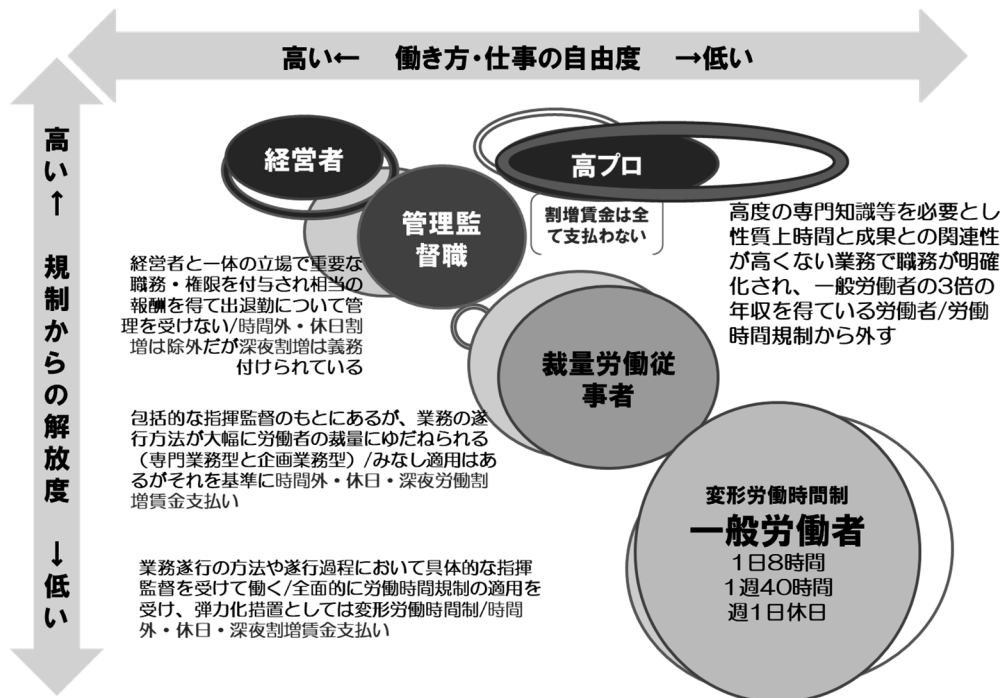 高い← 働き方・仕事の自由度 →低い
高い↑ 規制からの解放度 ↓低い
経営者
高プロ
管理監
督職
割増賃金は全
て支払わない
高度の専門知識等を必要とし
性質上時間と成果との関連性
が高くない業務で職務が明確
化され、一般労働者の3倍の
年収を得ている労働者/労働
時間規制から外す
経営者と一体の立場で重要な
職務・権限を付与され相当の
報酬を得て出退勤について管
理を受けない/時間外・休日割
増は除外だが深夜割増は義務
付けられている
裁量労働従
事者
包括的な指揮監督のもとにあるが、業務の遂
行方法が大幅に労働者の裁量にゆだねられる
（専門業務型と企画業務型）/みなし適用はあ
るがそれを基準に時間外・休日・深夜労働割
増賃金支払い
変形労働時間制
一般労働者
1日8時間
1週40時間
週1日休日
業務遂行の方法や遂行過程において具体的な指揮
監督を受けて働く/全面的に労働時間規制の適用を
受け、弾力化措置としては変形労働時間制/時間
外・休日・深夜割増賃金支払い